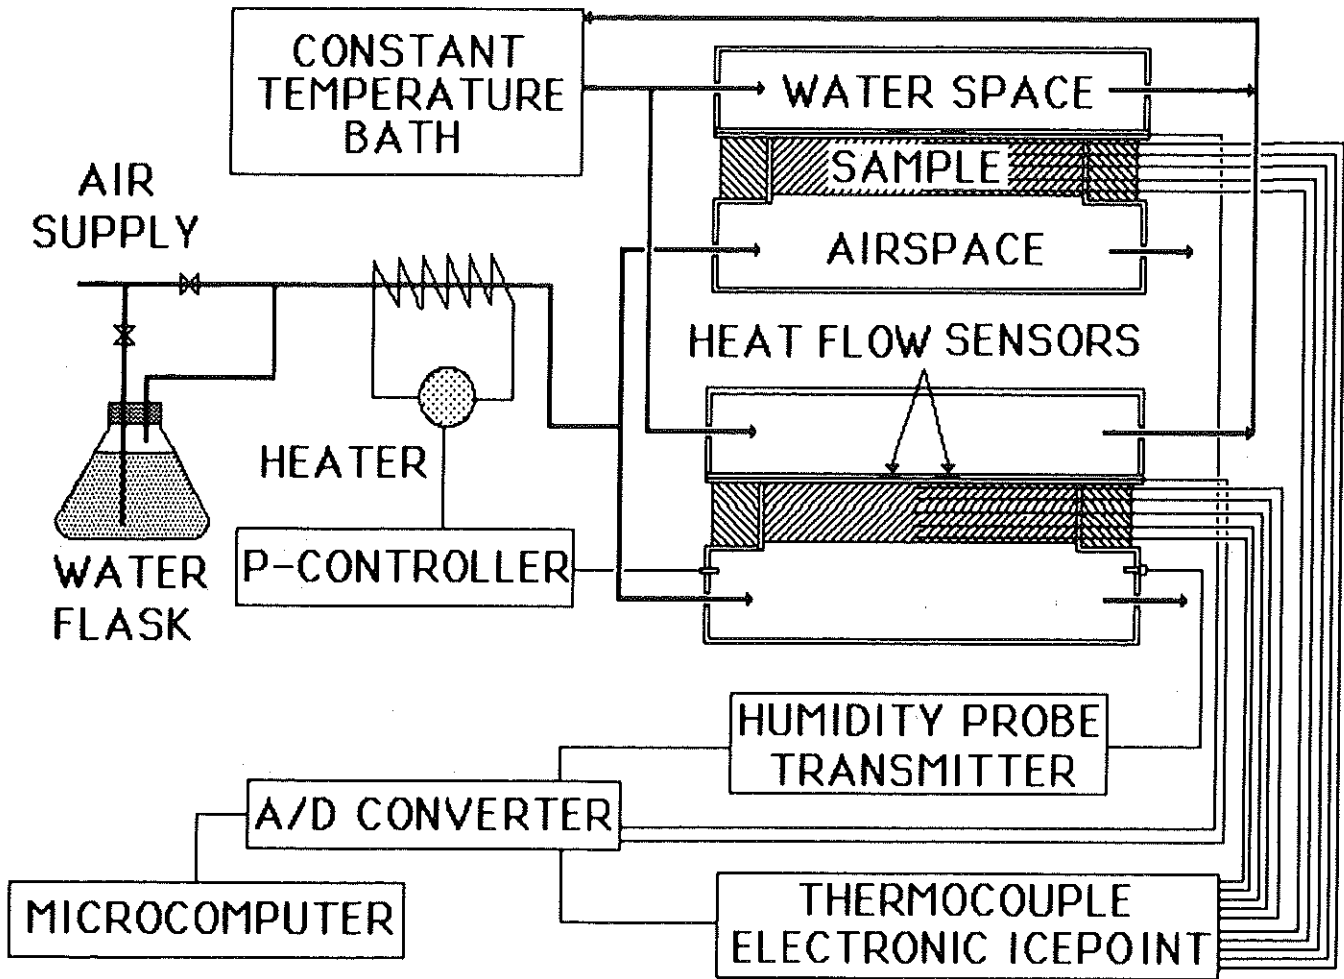 CONSTANT
TEMPERATURE
BATH
WATER SPACE
SAMPLE
AIR
SUPPLY
AIRSPACE
HEAT FLOW SENSORS
HEATER
P-CONTROLLER
WATER
FLASK
HUMIDITY PROBE
TRANSMITTER
A/D CONVERTER
MICROCOMPUTER
THERMOCOUPLE
ELECTRONIC ICEPOINT